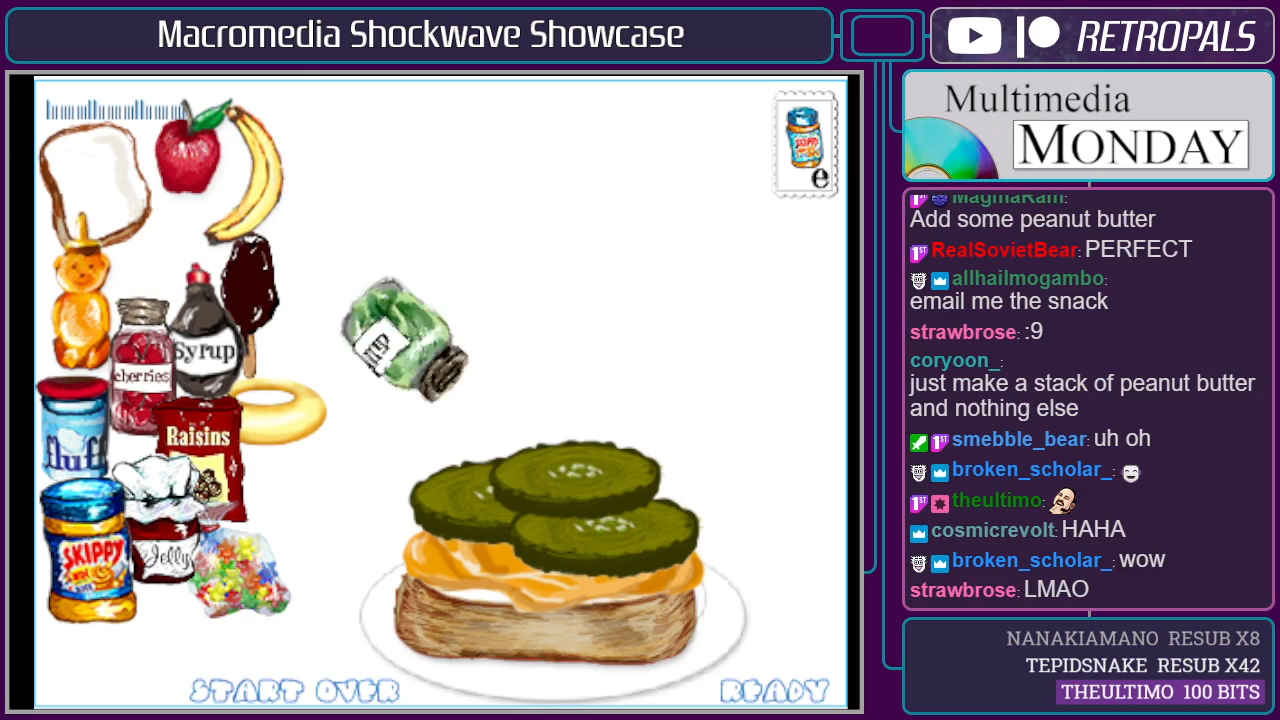 Macromedia Shockwave Showcase
RETROPALS
Multimedia
MONDAY
e
Syrup
cherries
Raisins
fluff
SKIPPY
Jelly
SKIPPY
START OVER
READY
MagmaRam:
Add some peanut butter
RealSovietBear: PERFECT
allhailmogambo:
email me the snack
strawbrose: :9
coryoon_:
just make a stack of peanut butter
and nothing else
smebble_bear: uh oh
broken_scholar_:
theultimo:
cosmicrevolt: HAHA
broken_scholar_: wow
strawbrose: LMAO
NANAKIAMANO RESUB X8
TEPIDSNAKE RESUB X42
THEULTIMO 100 BITS